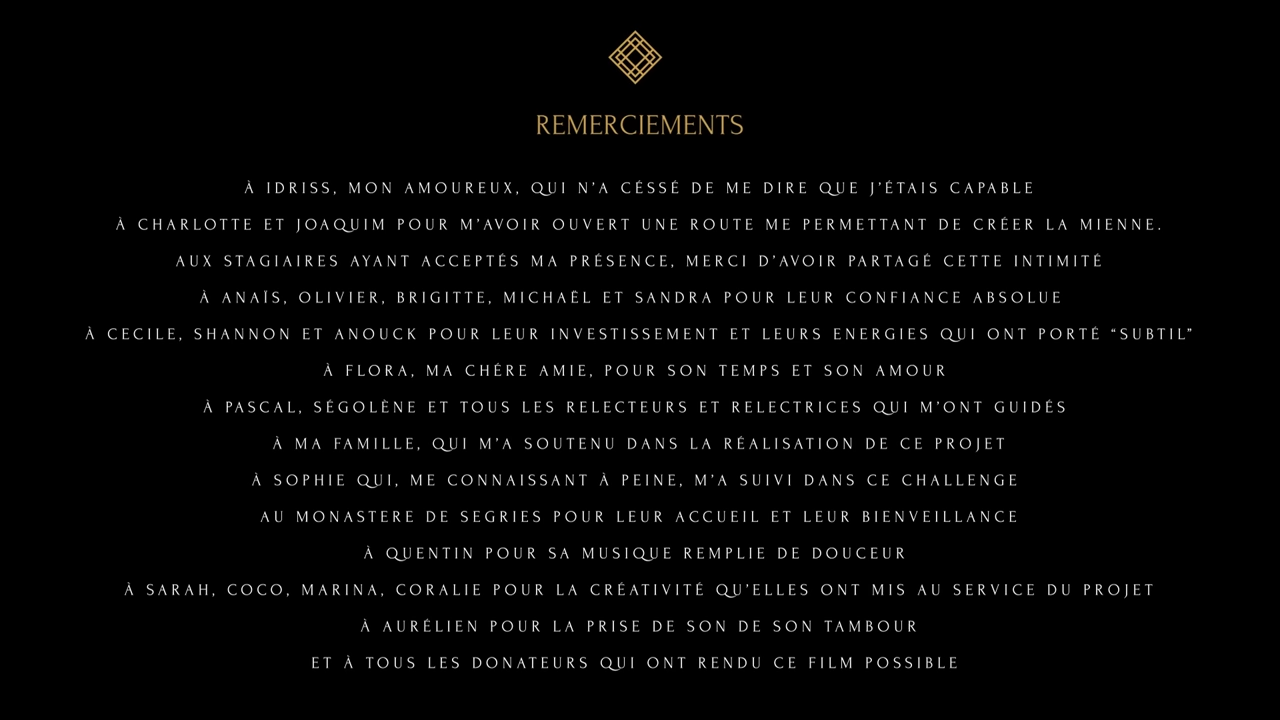 REMERCIEMENTS
À IDRISS, MON AMOUREUX, QUI N'A CÉSSÉ DE ME DIRE QUE J'ÉTAIS CAPABLE
À CHARLOTTE ET JOAQUIM POUR M'AVOIR OUVERT UNE ROUTE ME PERMETTANT DE CRÉER LA MIENNE.
AUX STAGIAIRES AYANT ACCEPTÉS MA PRÉSENCE, MERCI D'AVOIR PARTAGÉ CETTE INTIMITÉ
À ANAÏS, OLIVIER, BRIGITTE, MICHAËL ET SANDRA POUR LEUR CONFIANCE ABSOLUE
À CECILE, SHANNON ET ANOUCK POUR LEUR INVESTISSEMENT ET LEURS ENERGIES QUI ONT PORTÉ “SUBTIL”
À FLORA, MA CHÉRE AMIE, POUR SON TEMPS ET SON AMOUR
À PASCAL, SÉGOLÈNE ET TOUS LES RELECTEURS ET RELECTRICES QUI M'ONT GUIDÉS
À MA FAMILLE, QUI M'A SOUTENU DANS LA RÉALISATION DE CE PROJET
À SOPHIE QUI, ME CONNAISSANT À PEINE, M'A SUIVI DANS CE CHALLENGE
AU MONASTERE DE SEGRIES POUR LEUR ACCUEIL ET LEUR BIENVEILLANCE
À QUENTIN POUR SA MUSIQUE REMPLIE DE DOUCEUR
À SARAH, COCO, MARINA, CORALIE POUR LA CRÉATIVITÉ QU'ELLES ONT MIS AU SERVICE DU PROJET
À AURÉLIEN POUR LA PRISE DE SON DE SON TAMBOUR
ET À TOUS LES DONATEURS QUI ONT RENDU CE FILM POSSIBLE